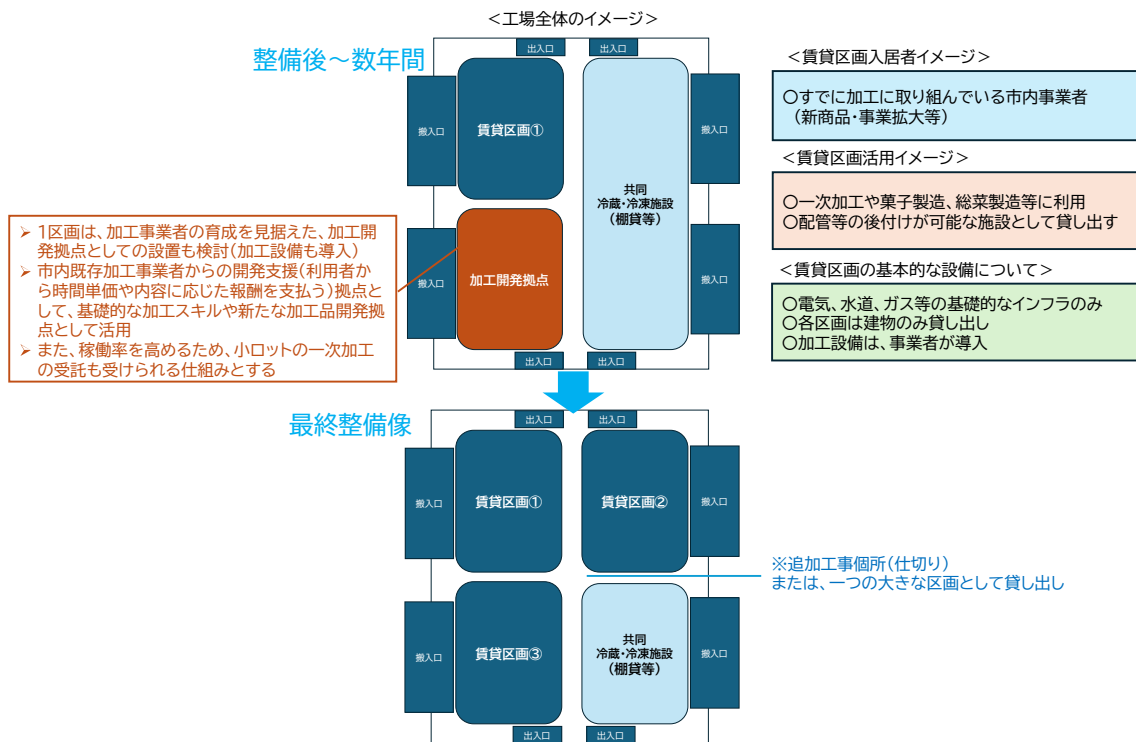 <工場全体のイメージ>
整備後～数年間
出入口
出入口
搬入口
賃貸区画①
共同
冷蔵・冷凍施設
(棚貸等)
搬入口
搬入口
加工開発拠点
搬入口
出入口
出入口
➢ 1区画は、加工事業者の育成を見据えた、加工開
発拠点としての設置も検討(加工設備も導入)
➢ 市内既存加工事業者からの開発支援(利用者か
ら時間単価や内容に応じた報酬を支払う)拠点と
して、基礎的な加工スキルや新たな加工品開発拠
点として活用
➢ また、稼働率を高めるため、小ロットの一次加工
の受託も受けられる仕組みとする
<賃貸区画入居者イメージ>
〇すでに加工に取り組んでいる市内事業者
(新商品・事業拡大等)
<賃貸区画活用イメージ>
〇一次加工や菓子製造、総菜製造等に利用
〇配管等の後付けが可能な施設として貸し出す
<賃貸区画の基本的な設備について>
〇電気、水道、ガス等の基礎的なインフラのみ
〇各区画は建物のみ貸し出し
〇加工設備は、事業者が導入
最終整備像
出入口
出入口
搬入口
賃貸区画①
賃貸区画②
搬入口
※追加工事個所(仕切り)
または、一つの大きな区画として貸し出し
搬入口
賃貸区画③
共同
冷蔵・冷凍施設
(棚貸等)
搬入口
出入口
出入口